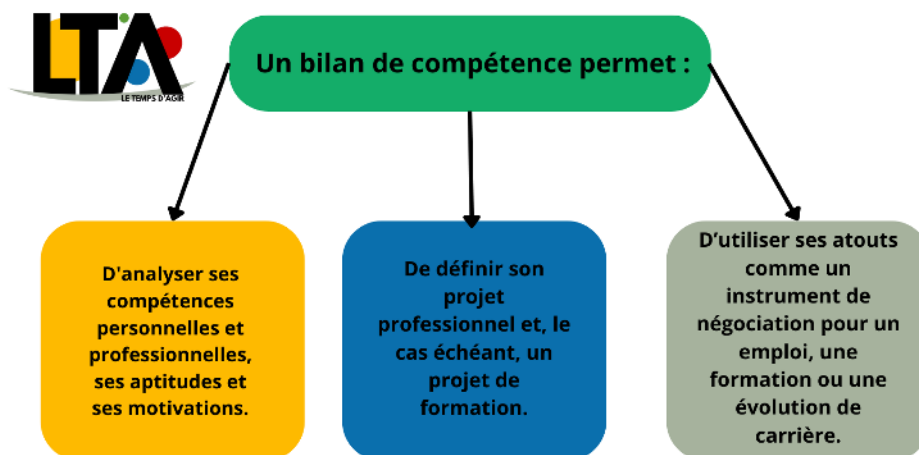 LTA
LE TEMPS D'AGIR
Un bilan de compétence permet :
D'analyser ses
compétences
personnelles et
professionnelles,
ses aptitudes et
ses motivations.
De définir son
projet
professionnel et, le
cas échéant, un
projet de
formation.
D’utiliser ses atouts
comme un
instrument de
négociation pour un
emploi, une
formation ou une
évolution de
carrière.